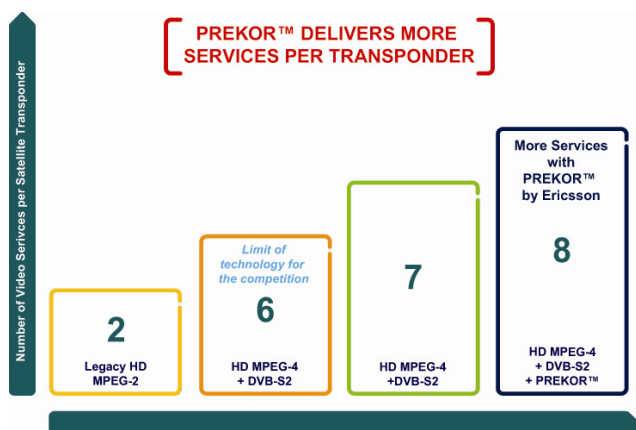 PREKOR™ DELIVERS MORE
SERVICES PER TRANSPONDER
Number of Video Serivces per Satellite Transponder
2
Legacy HD
MPEG-2
Limit of
technology for
the competition
6
HD MPEG-4
+ DVB-S2
7
HD MPEG-4
+DVB-S2
More Services
with
PREKOR™
by Ericsson
8
HD MPEG-4
+ DVB-S2
+ PREKOR™